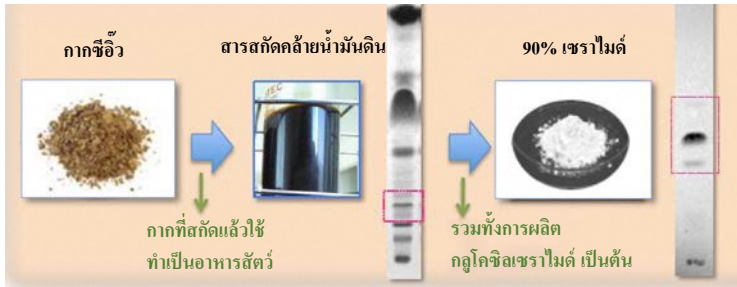 กากซีอิ๊ว
สารสกัดคล้ายน้ำมันดิน
90% เซราไมด์
กากที่สกัดแล้วใช้
ทำเป็นอาหารสัตว์
รวมทั้งการผลิต
กลูโคซิลเซราไมด์ เป็นต้น